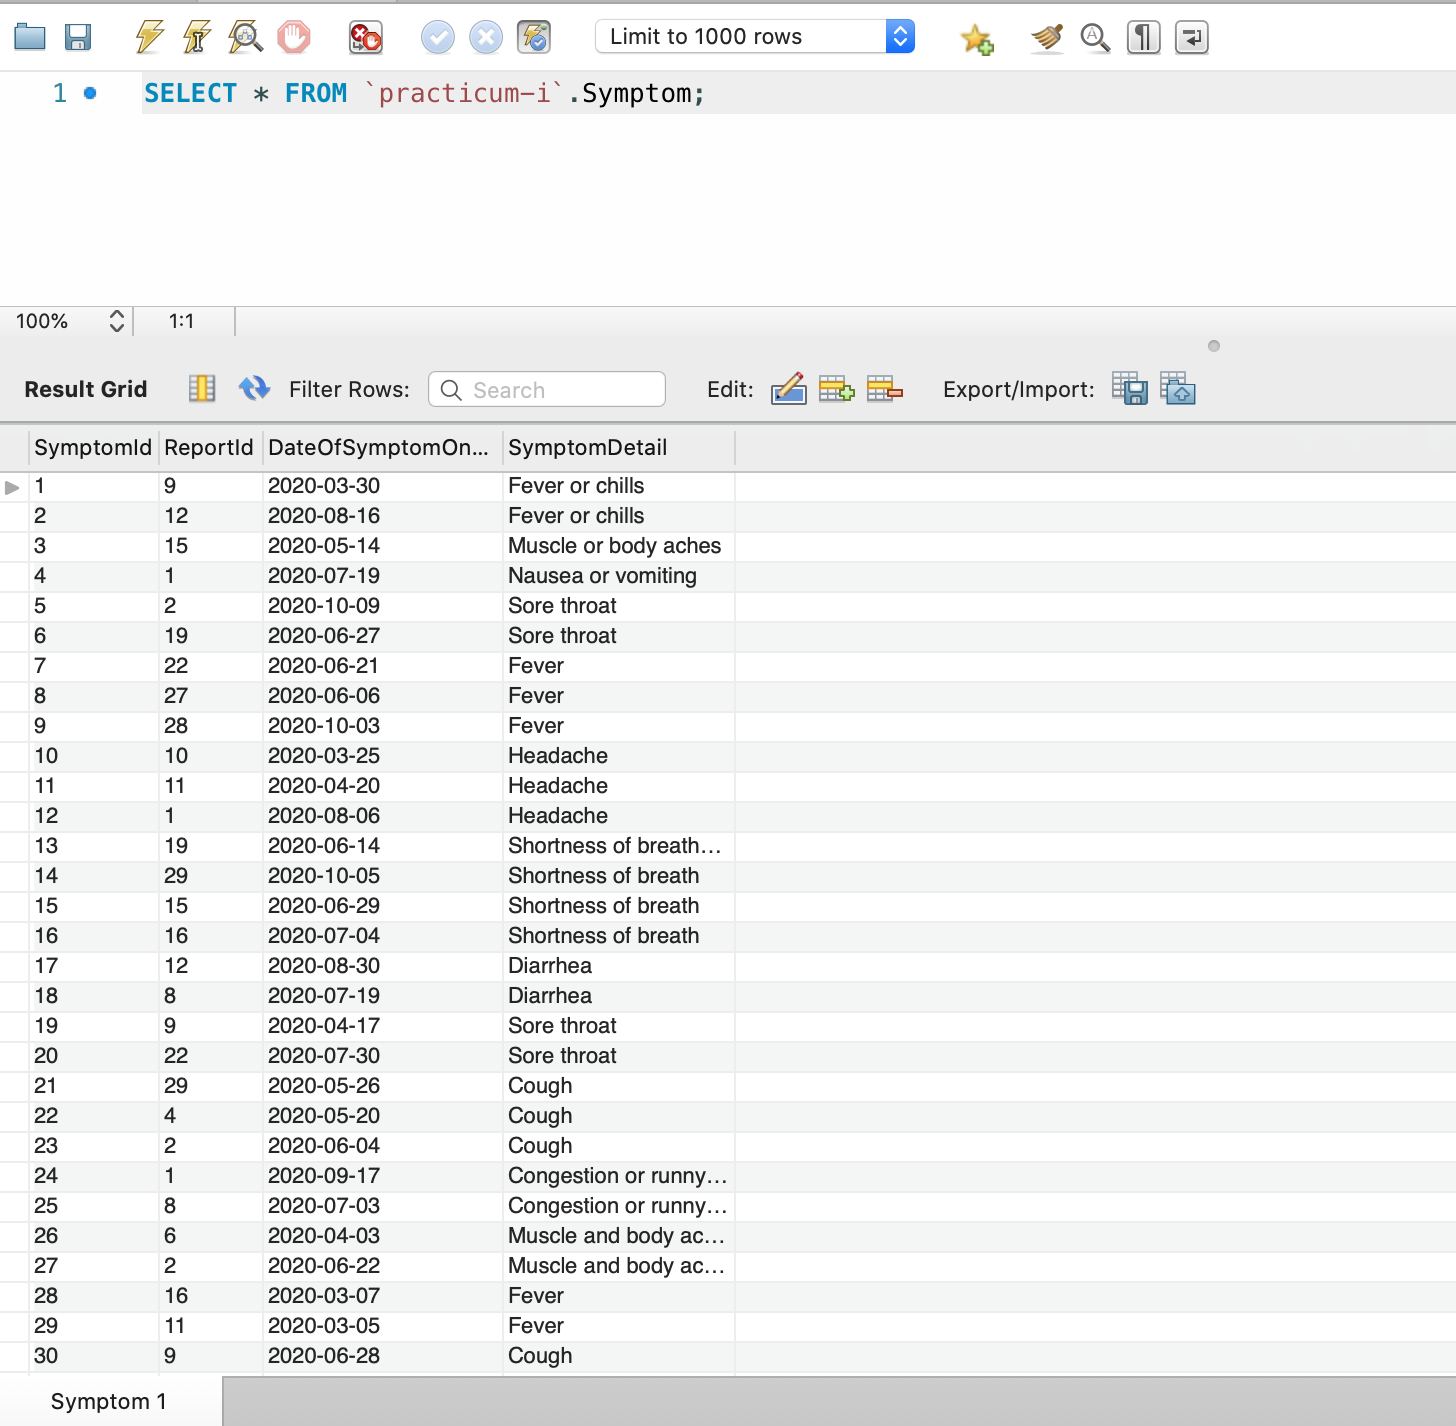 Limit to 1000 rows
1 SELECT * FROM `practicum-i`.Symptom;
100% 1:1
Result Grid Filter Rows: Search Edit: Export/Import:
SymptomId ReportId DateOfSymptomOn... SymptomDetail
1 9 2020-03-30 Fever or chills
2 12 2020-08-16 Fever or chills
3 15 2020-05-14 Muscle or body aches
4 1 2020-07-19 Nausea or vomiting
5 2 2020-10-09 Sore throat
6 19 2020-06-27 Sore throat
7 22 2020-06-21 Fever
8 27 2020-06-06 Fever
9 28 2020-10-03 Fever
10 10 2020-03-25 Headache
11 11 2020-04-20 Headache
12 1 2020-08-06 Headache
13 19 2020-06-14 Shortness of breath...
14 29 2020-10-05 Shortness of breath
15 15 2020-06-29 Shortness of breath
16 16 2020-07-04 Shortness of breath
17 12 2020-08-30 Diarrhea
18 8 2020-07-19 Diarrhea
19 9 2020-04-17 Sore throat
20 22 2020-07-30 Sore throat
21 29 2020-05-26 Cough
22 4 2020-05-20 Cough
23 2 2020-06-04 Cough
24 1 2020-09-17 Congestion or runny...
25 8 2020-07-03 Congestion or runny...
26 6 2020-04-03 Muscle and body ac...
27 2 2020-06-22 Muscle and body ac...
28 16 2020-03-07 Fever
29 11 2020-03-05 Fever
30 9 2020-06-28 Cough
Symptom 1